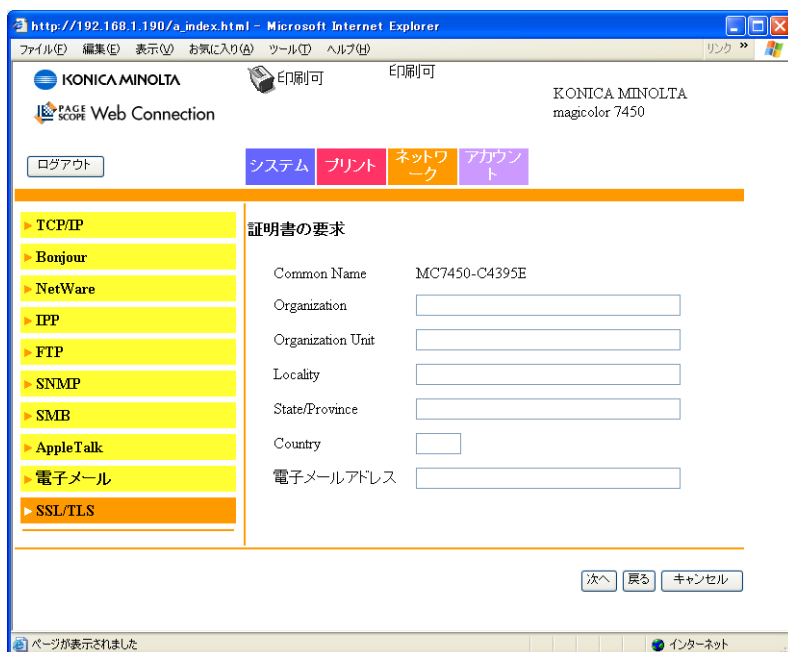 http://192.168.1.190/a_index.html - Microsoft Internet Explorer
ファイル(F) 編集(E) 表示(V) お気に入り(A) ツール(T) ヘルプ(H) リンク »
KONICA MINOLTA
印刷可
印刷可
KONICA MINOLTA
magicolor 7450
PAGE SCOPE Web Connection
ログアウト
システム
プリント
ネットワ
ーク
アカウン
ト
TCP/IP
Bonjour
NetWare
IPP
FTP
SNMP
SMB
AppleTalk
電子メール
SSL/TLS
証明書の要求
Common Name MC7450-C4395E
Organization
Organization Unit
Locality
State/Province
Country
電子メールアドレス
次へ 戻る キャンセル
ページが表示されました インターネット